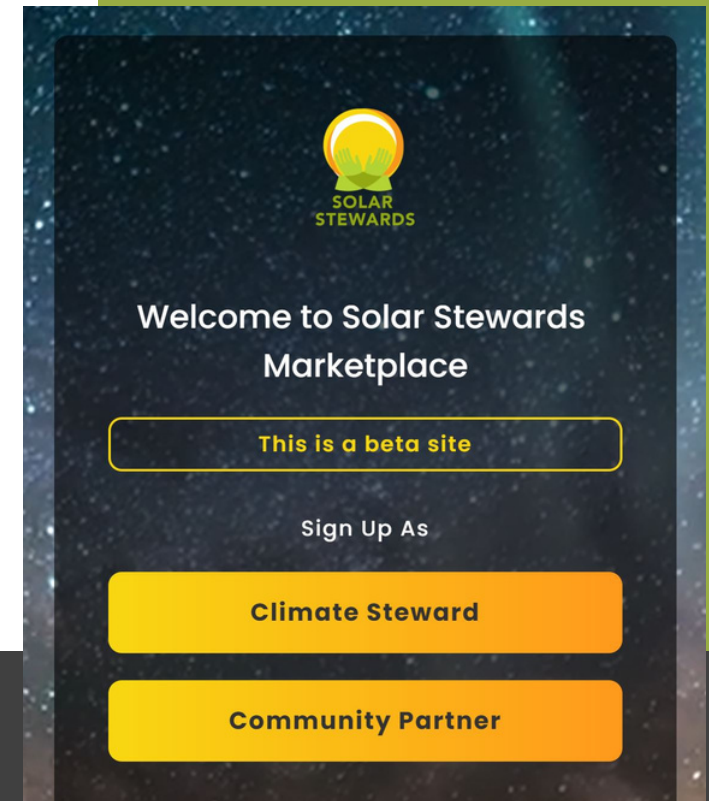 SOLAR
STEWARDS
Welcome to Solar Stewards
Marketplace
This is a beta site
Sign Up As
Climate Steward
Community Partner